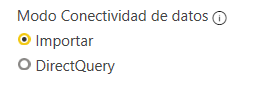 Modo Conectividad de datos
Importar
DirectQuery